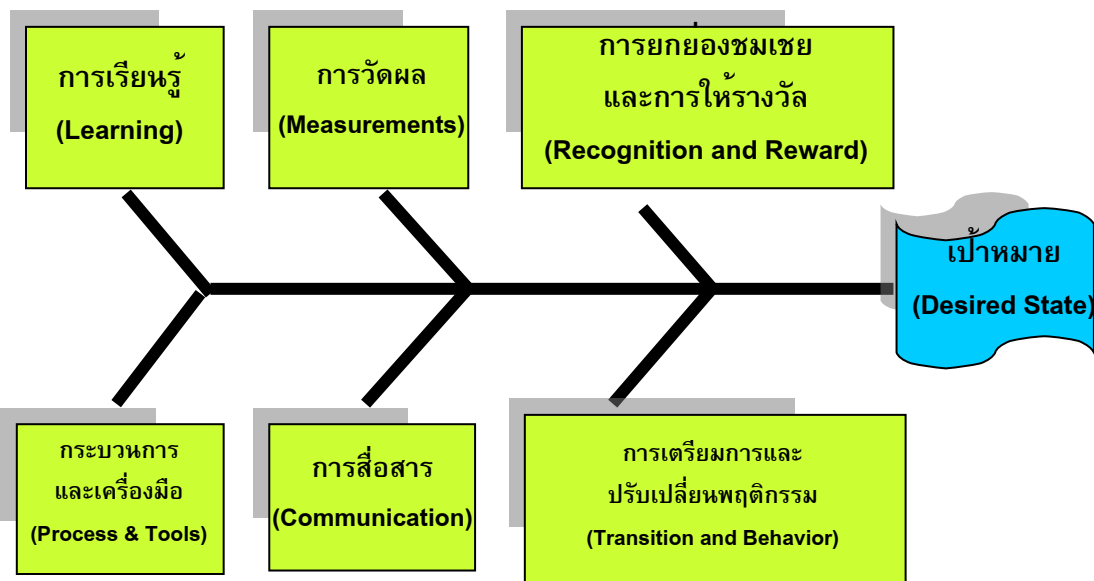 การเรียนรู้
(Learning)
การวัดผล
(Measurements)
การยกย่องชมเชย
และการให้รางวัล
(Recognition and Reward)
เป้าหมาย
(Desired State)
กระบวนการ
และเครื่องมือ
(Process & Tools)
การสื่อสาร
(Communication)
การเตรียมการและ
ปรับเปลี่ยนพฤติกรรม
(Transition and Behavior)